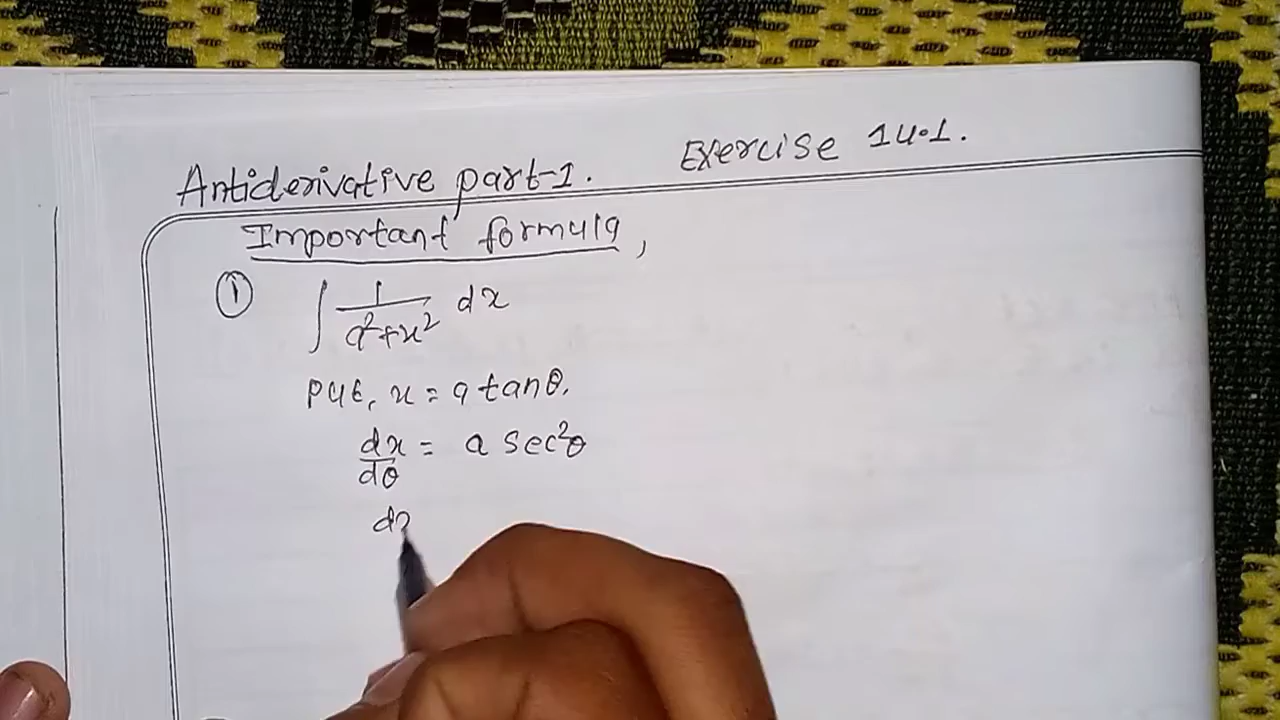 Antiderivative part-1. Exercise 14.1.
Important formula,
① ∫ 1/(a²+x²) dx
Put, x = a tanθ.
dx/dθ = a sec²θ
dx